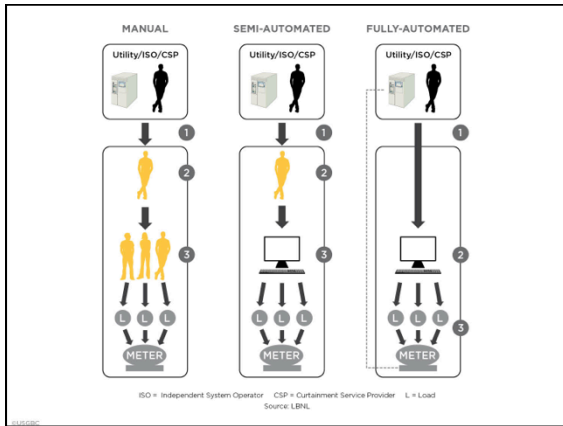 MANUAL
SEMI-AUTOMATED
FULLY-AUTOMATED
Utility/ISO/CSP
Utility/ISO/CSP
Utility/ISO/CSP
1
1
1
2
2
3
3
2
L L L
L L L
L L L
3
METER
METER
METER
ISO = Independent System Operator CSP = Curtainment Service Provider L = Load
Source: LBNL
©USGBC